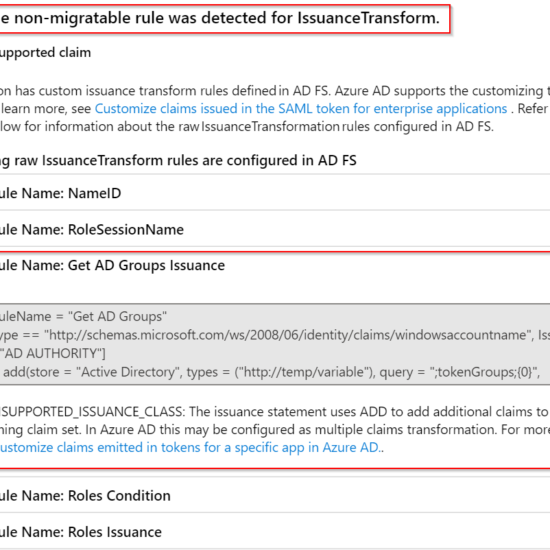 e non-migratable rule was detected for IssuanceTransform.
upported claim
on has custom issuance transform rules defined in AD FS. Azure AD supports the customizing t
learn more, see Customize claims issued in the SAML token for enterprise applications . Refer
low for information about the raw IssuanceTransformation rules configured in AD FS.
g raw IssuanceTransform rules are configured in AD FS
ule Name: NameID
ule Name: RoleSessionName
ule Name: Get AD Groups Issuance
uleName = "Get AD Groups"
ype == "http://schemas.microsoft.com/ws/2008/06/identity/claims/windowsaccountname", Iss
"AD AUTHORITY"]
add(store = "Active Directory", types = ("http://temp/variable"), query = ";tokenGroups;{0}",
SUPPORTED_ISSUANCE_CLASS: The issuance statement uses ADD to add additional claims to
ning claim set. In Azure AD this may be configured as multiple claims transformation. For more
ustomize claims emitted in tokens for a specific app in Azure AD..
ule Name: Roles Condition
ule Name: Roles Issuance